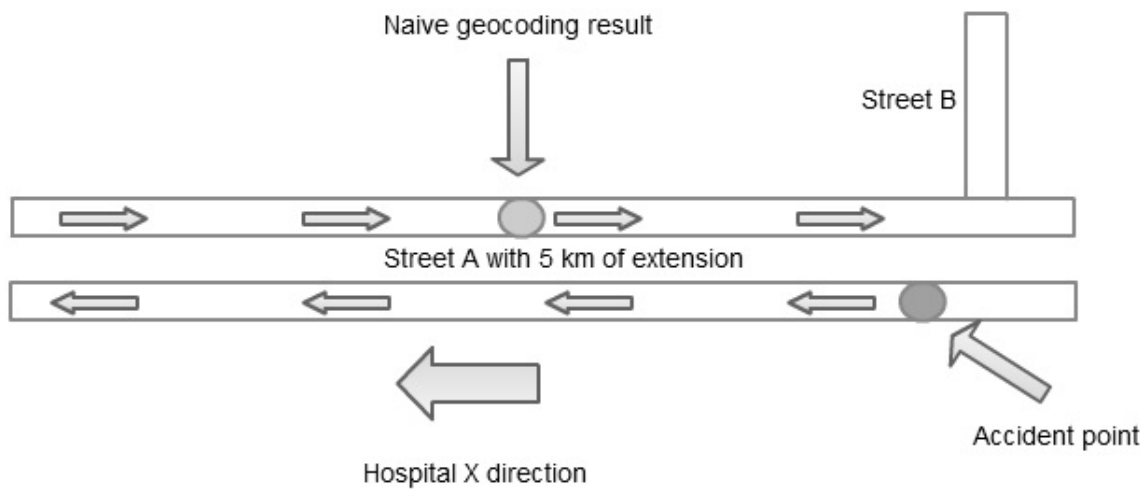 Naive geocoding result
Street B
Street A with 5 km of extension
Accident point
Hospital X direction